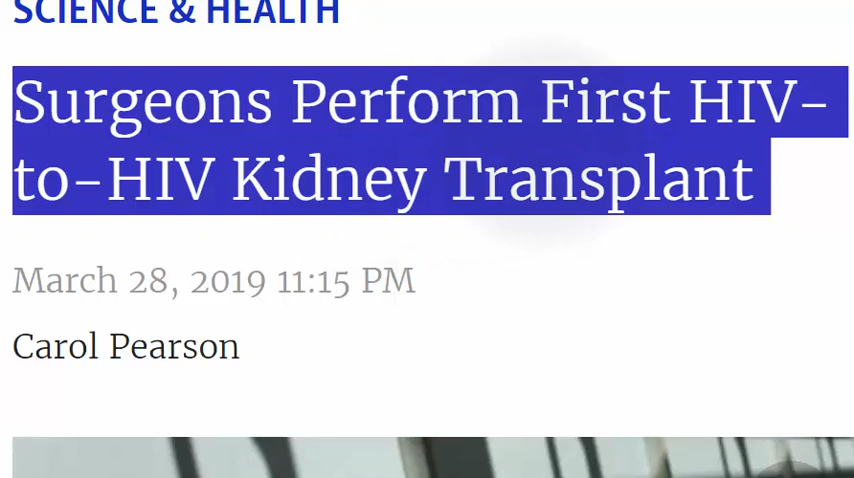 SCIENCE & HEALTH
Surgeons Perform First HIV-
to-HIV Kidney Transplant
March 28, 2019 11:15 PM
Carol Pearson